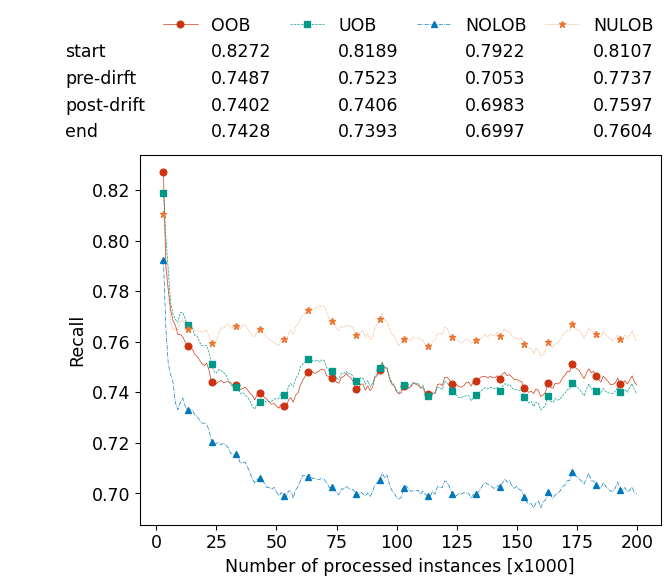 OOB UOB NOLOB NULOB
start 0.8272 0.8189 0.7922 0.8107
pre-dirft 0.7487 0.7523 0.7053 0.7737
post-drift 0.7402 0.7406 0.6983 0.7597
end 0.7428 0.7393 0.6997 0.7604
0.82
0.80
0.78
0.76
0.74
0.72
0.70
Recall
0 25 50 75 100 125 150 175 200
Number of processed instances [x1000]